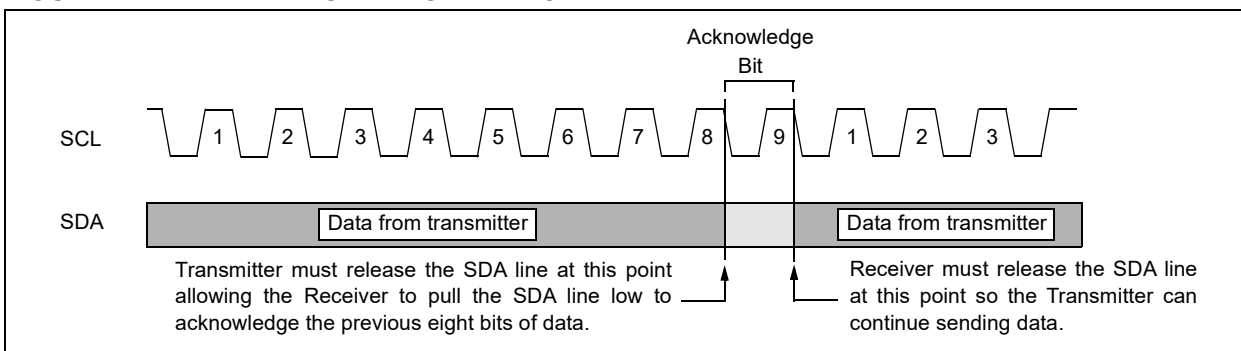 Acknowledge
Bit
SCL
1 2 3 4 5 6 7 8 9 1 2 3
SDA
Data from transmitter
Data from transmitter
Transmitter must release the SDA line at this point
allowing the Receiver to pull the SDA line low to
acknowledge the previous eight bits of data.
Receiver must release the SDA line
at this point so the Transmitter can
continue sending data.